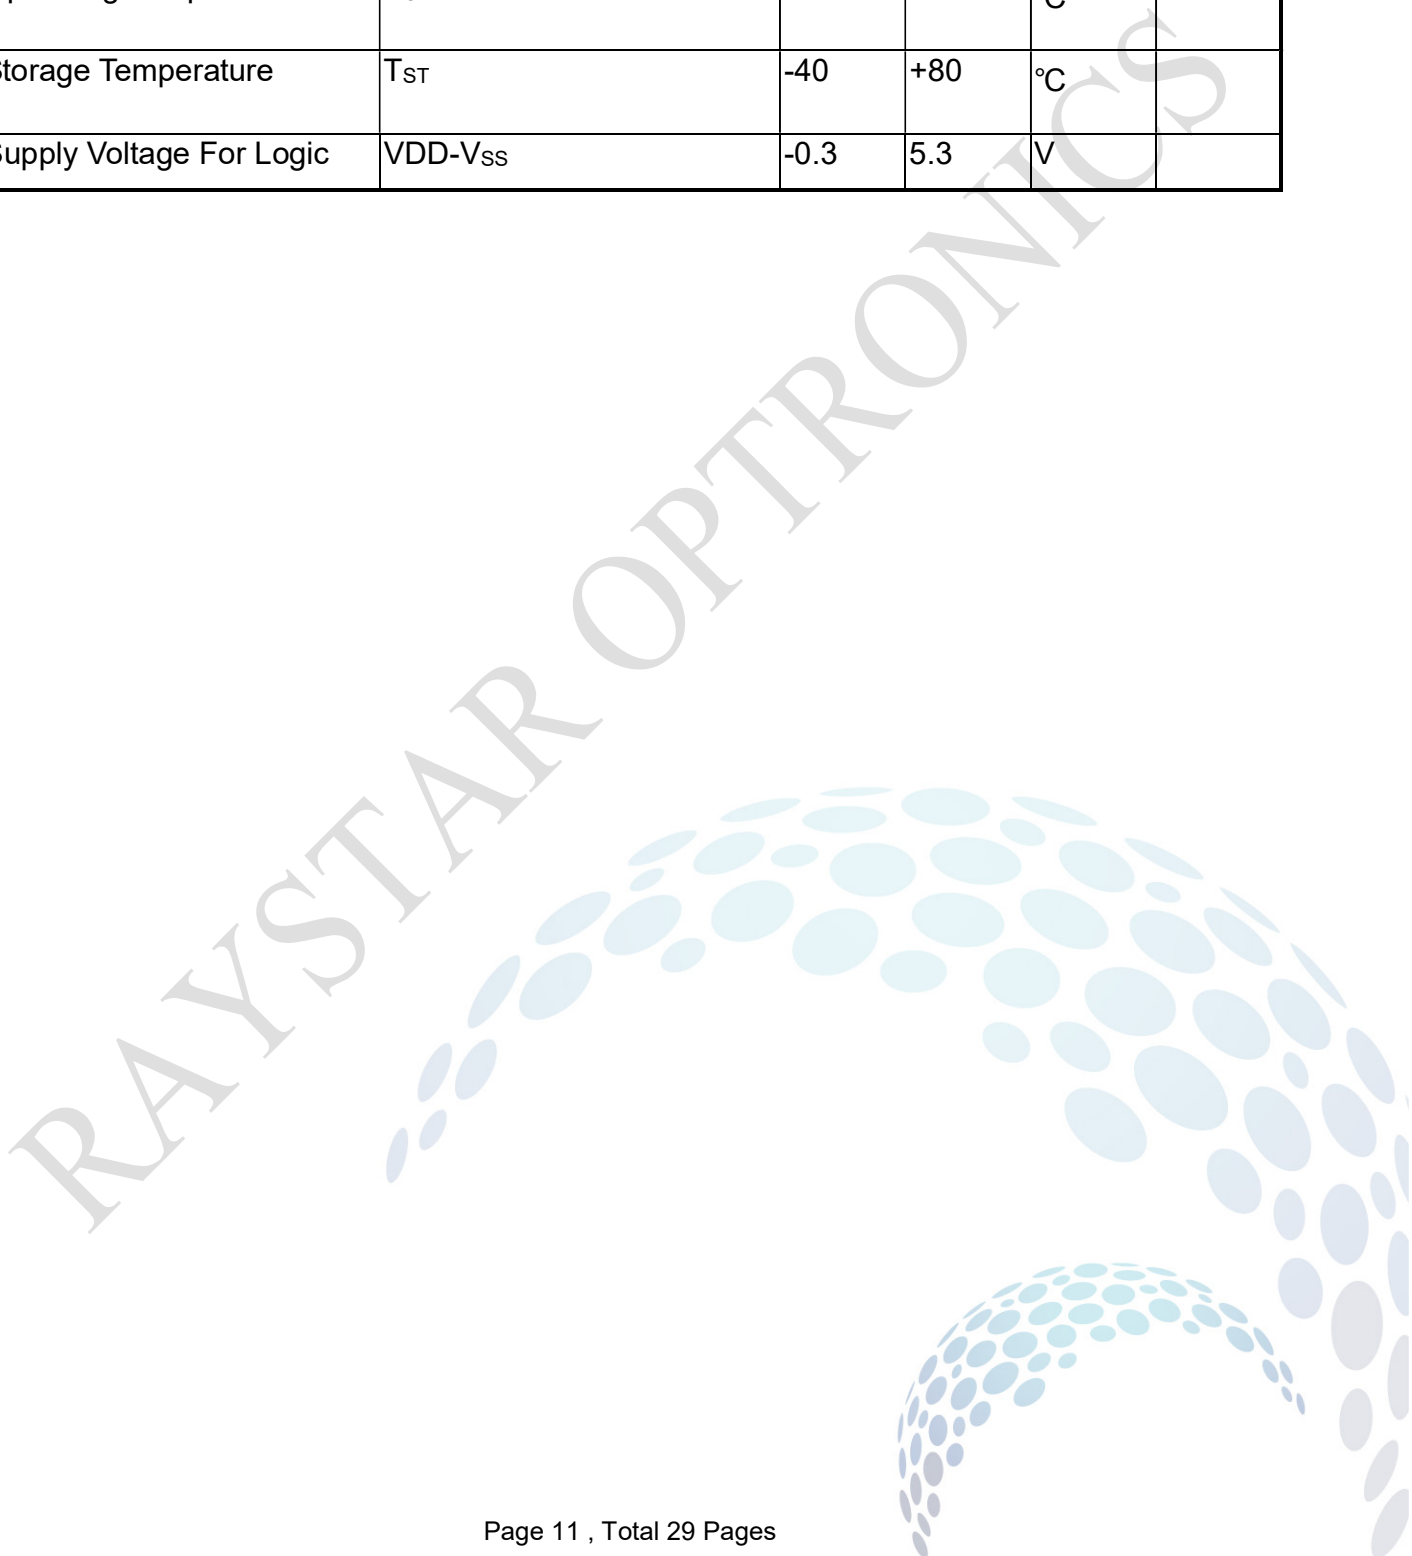 ℃
Storage Temperature TST -40 +80 ℃
Supply Voltage For Logic VDD-VSS -0.3 5.3 V
RAYSTAR OPTRONICS
Page 11 , Total 29 Pages